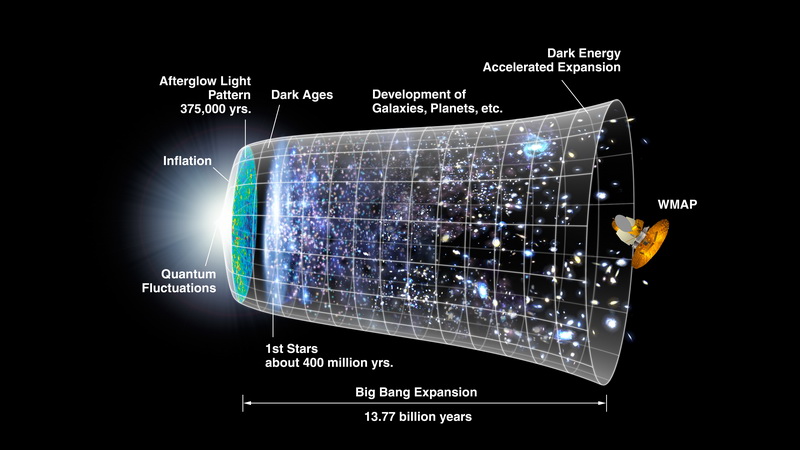 Dark Energy
Accelerated Expansion
Afterglow Light
Pattern
375,000 yrs.
Dark Ages
Development of
Galaxies, Planets, etc.
Inflation
WMAP
Quantum
Fluctuations
1st Stars
about 400 million yrs.
Big Bang Expansion
13.77 billion years